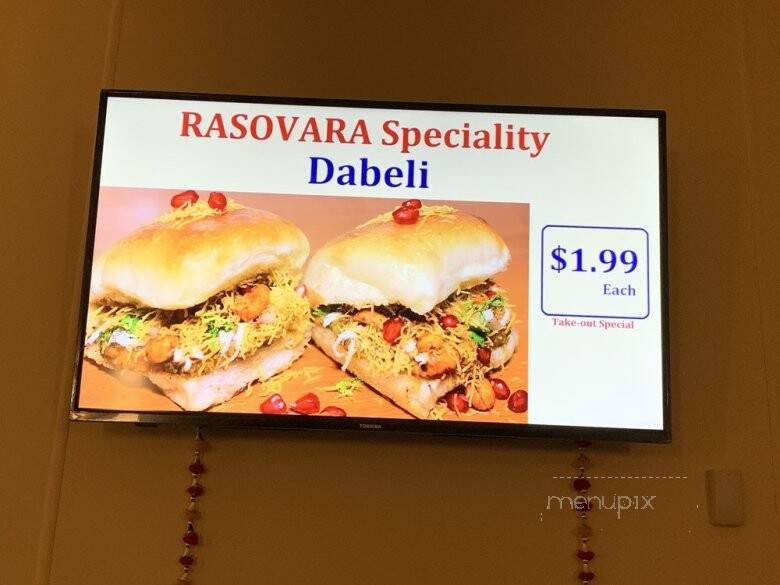 RASOVARA Speciality
Dabeli
$1.99
Each
Take-out Special
TOSHIBA
menupix